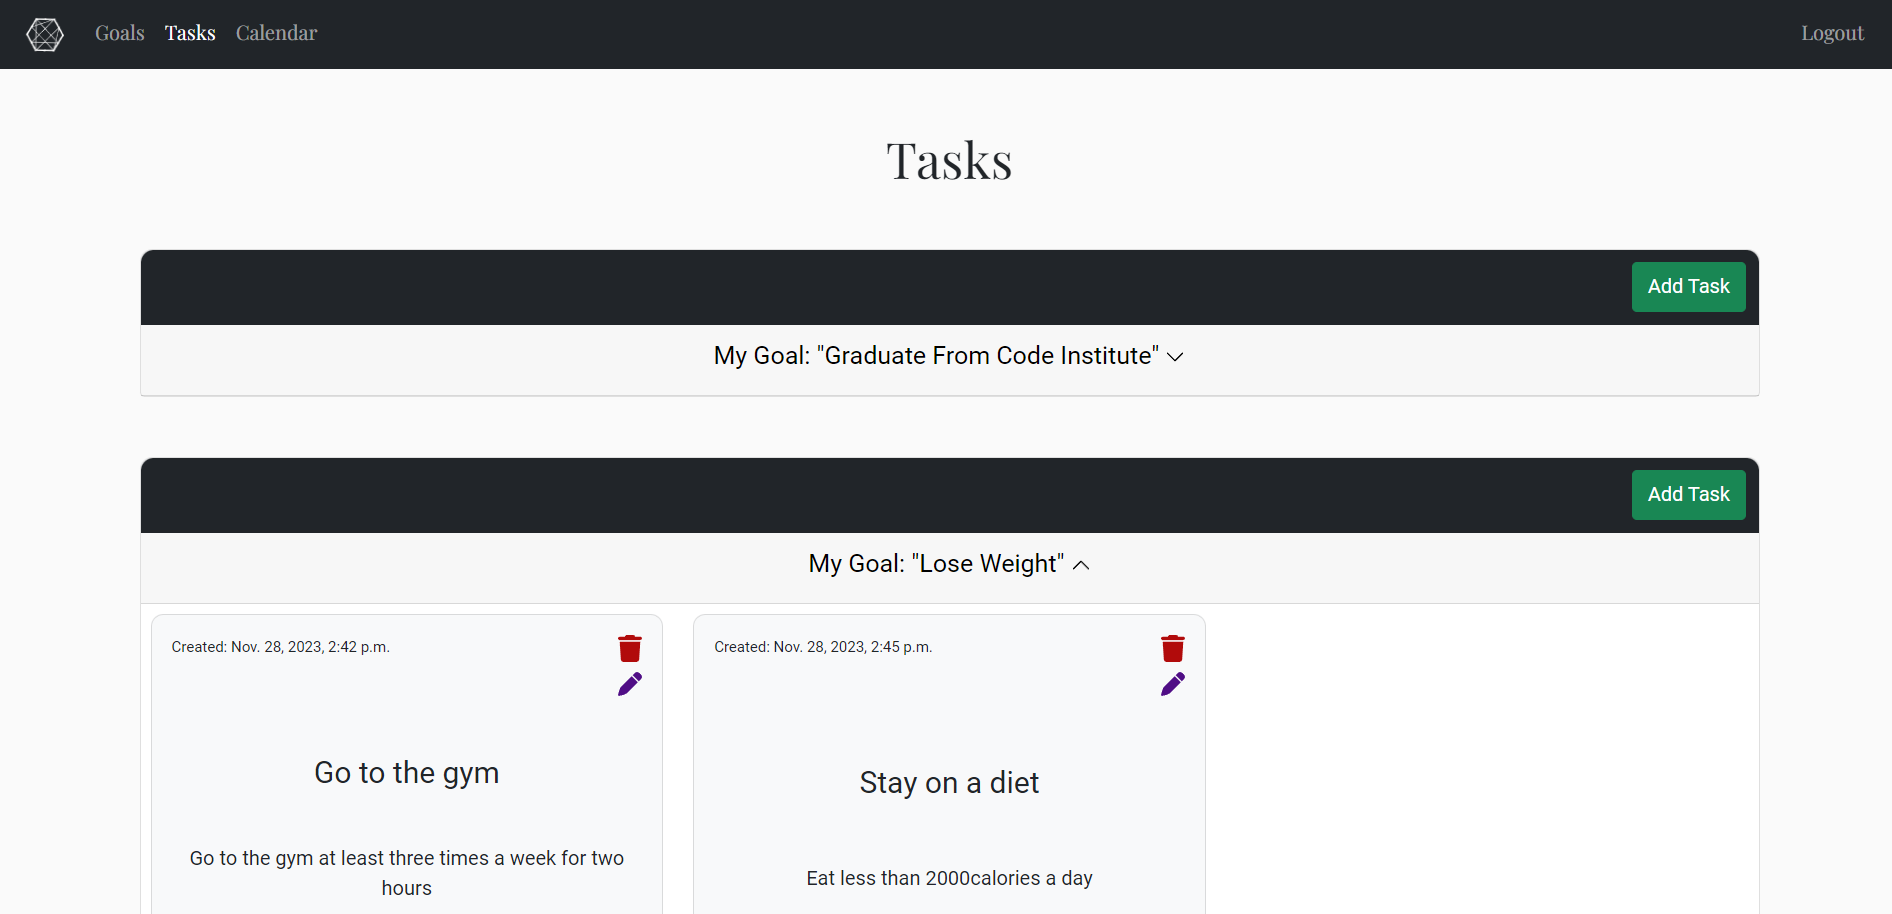 Goals Tasks Calendar Logout
Tasks
Add Task
My Goal: "Graduate From Code Institute"
Add Task
My Goal: "Lose Weight"
Created: Nov. 28, 2023, 2:42 p.m.
Go to the gym
Go to the gym at least three times a week for two
hours
Created: Nov. 28, 2023, 2:45 p.m.
Stay on a diet
Eat less than 2000calories a day